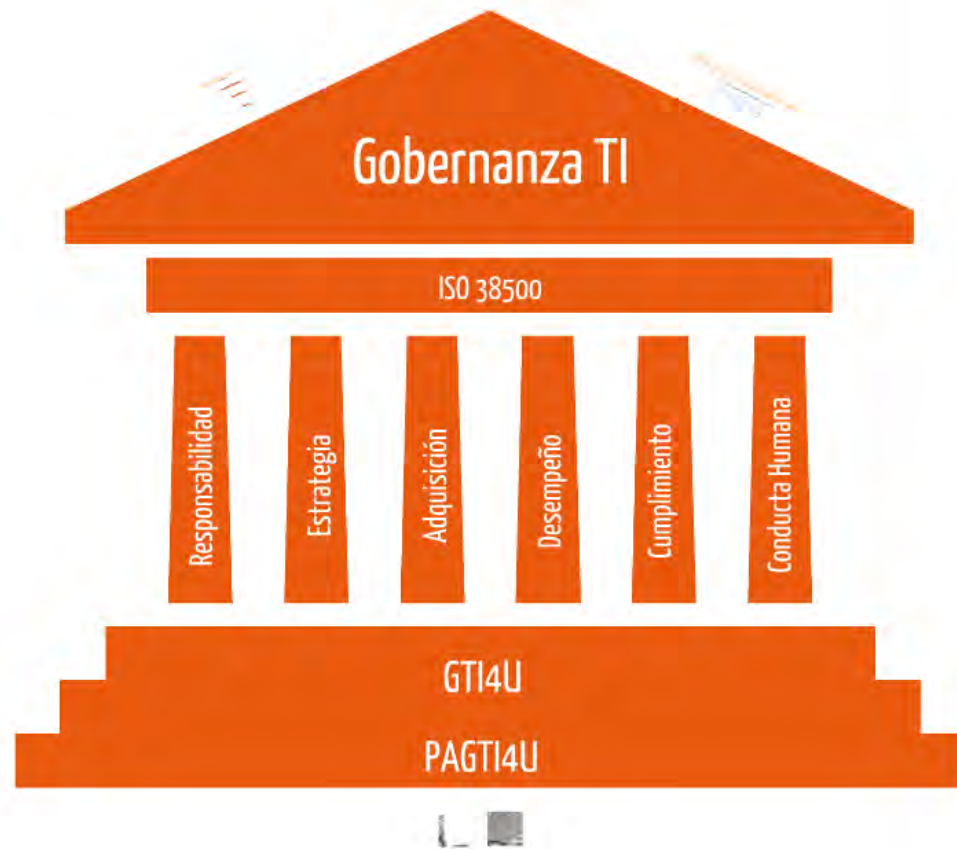 Gobernanza TI
ISO 38500
Responsabilidad
Estrategia
Adquisición
Desempeño
Cumplimiento
Conducta Humana
GTI4U
PAGTI4U